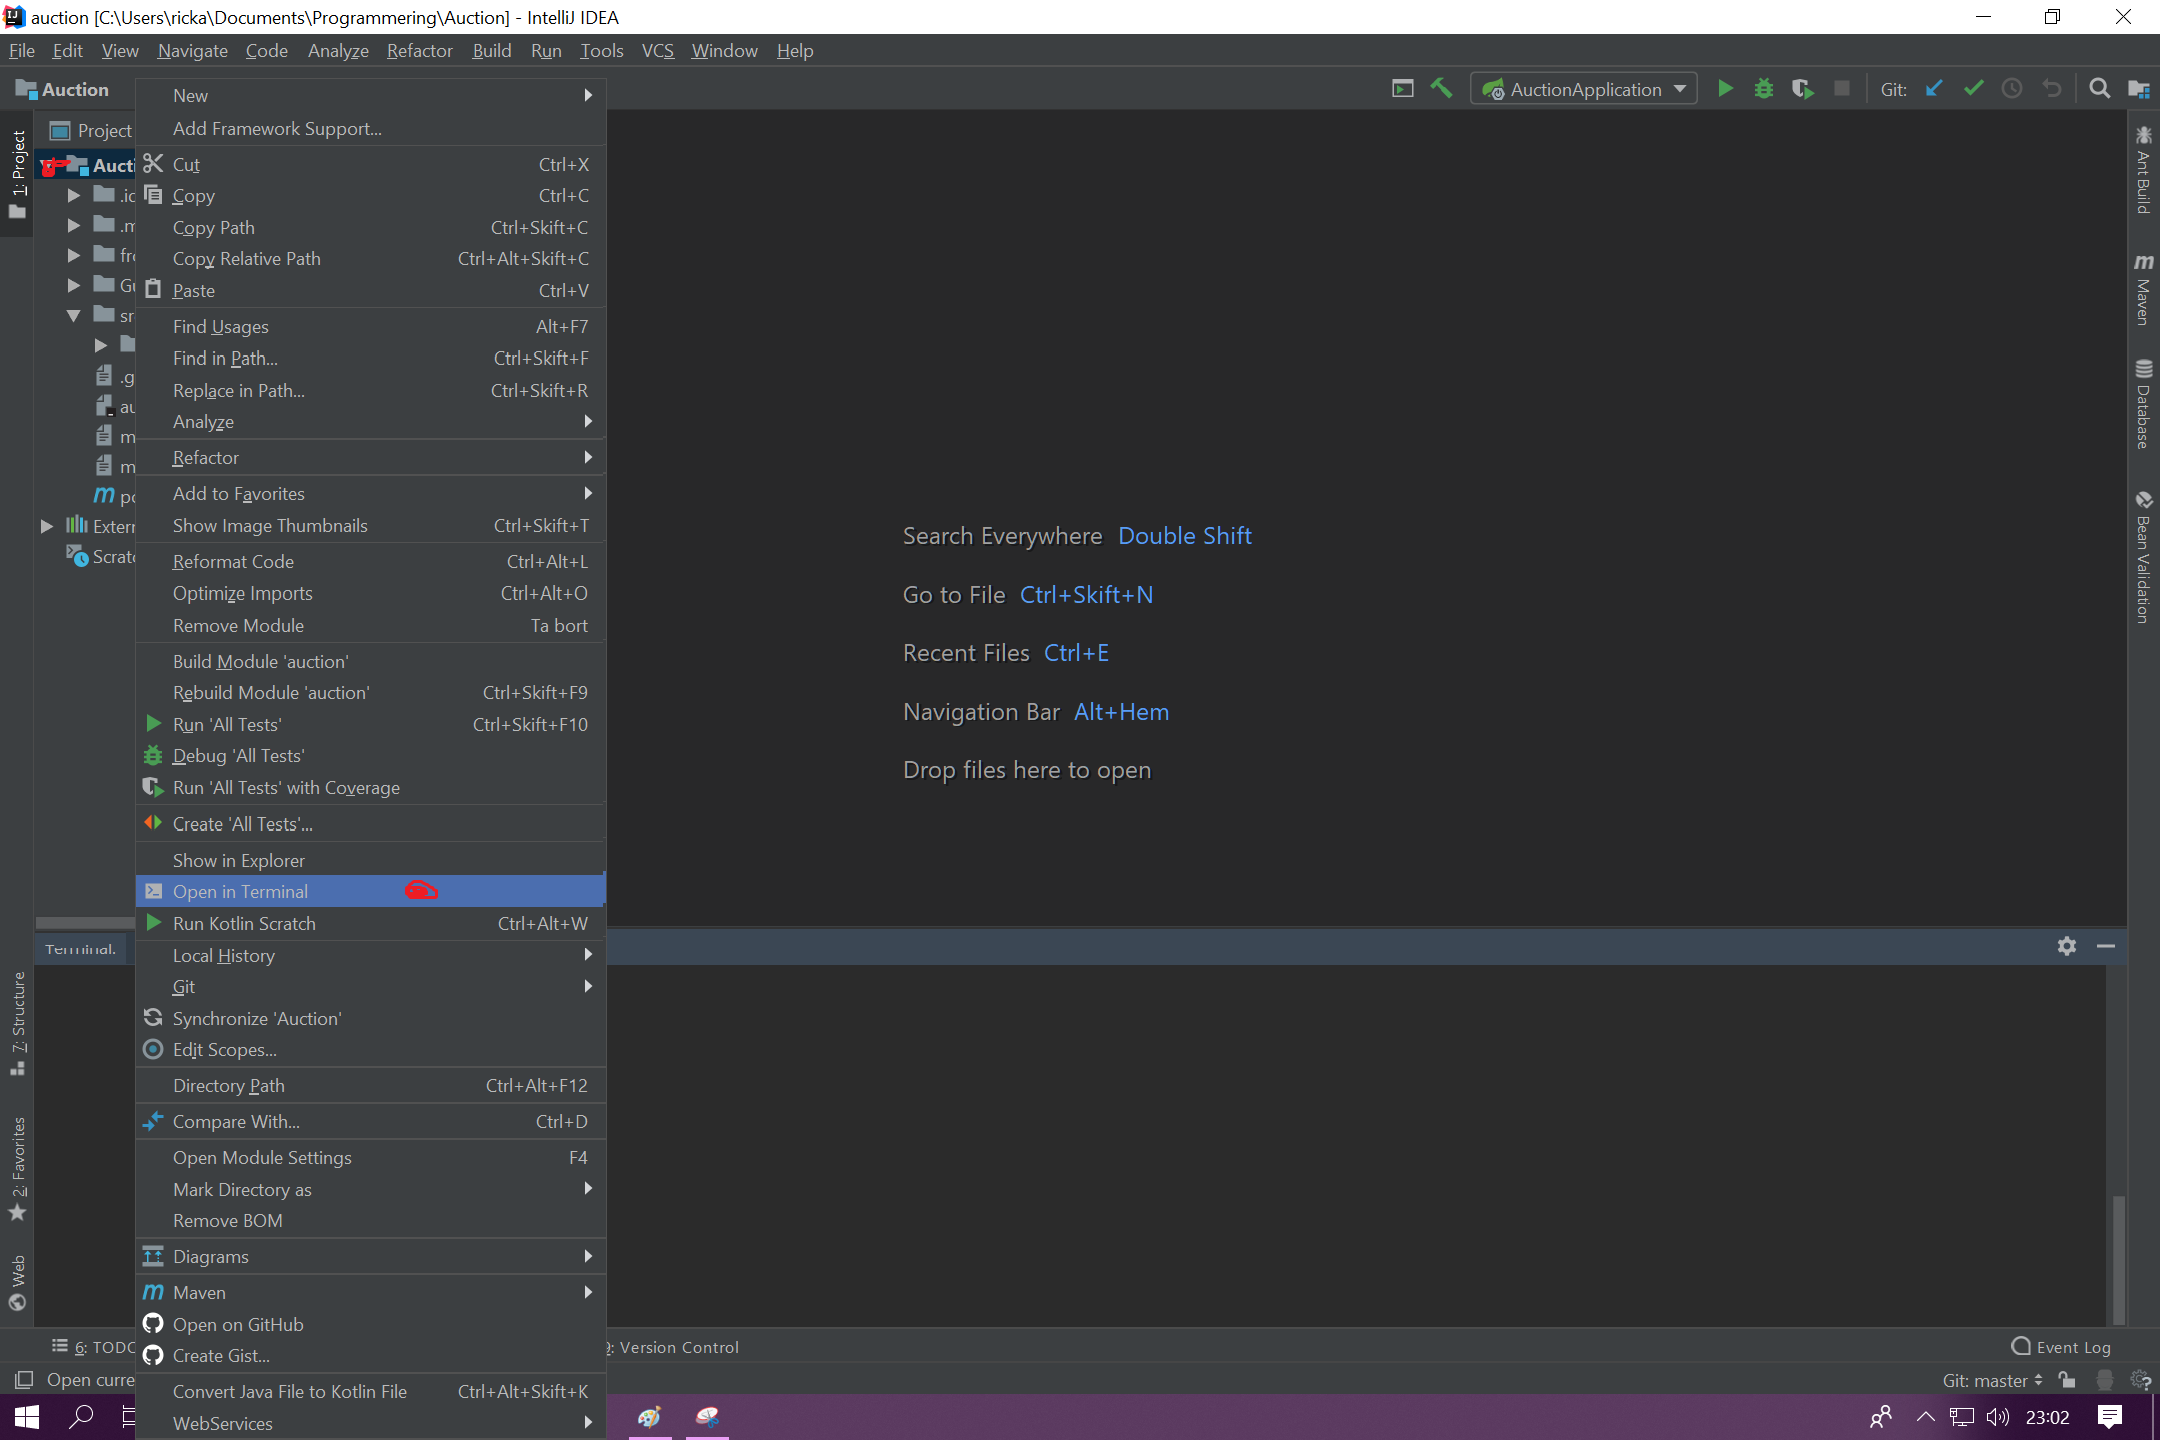 auction [C:\Users\ricka\Documents\Programmering\Auction] - IntelliJ IDEA
File Edit View Navigate Code Analyze Refactor Build Run Tools VCS Window Help
Auction
AuctionApplication
Git:
Project
1: Project
Aucti
.ic
.m
fro
Gu
src
.g
au
m
m
po
Extern
Scratc
New
Add Framework Support...
Cut Ctrl+X
Copy Ctrl+C
Copy Path Ctrl+Skift+C
Copy Relative Path Ctrl+Alt+Skift+C
Paste Ctrl+V
Find Usages Alt+F7
Find in Path... Ctrl+Skift+F
Replace in Path... Ctrl+Skift+R
Analyze
Refactor
Add to Favorites
Show Image Thumbnails Ctrl+Skift+T
Reformat Code Ctrl+Alt+L
Optimize Imports Ctrl+Alt+O
Remove Module Ta bort
Build Module 'auction'
Rebuild Module 'auction' Ctrl+Skift+F9
Run 'All Tests' Ctrl+Skift+F10
Debug 'All Tests'
Run 'All Tests' with Coverage
Create 'All Tests'...
Show in Explorer
Open in Terminal
Run Kotlin Scratch Ctrl+Alt+W
Local History
Git
Synchronize 'Auction'
Edit Scopes...
Directory Path Ctrl+Alt+F12
Compare With... Ctrl+D
Open Module Settings F4
Mark Directory as
Remove BOM
Diagrams
Maven
Open on GitHub
Create Gist...
Convert Java File to Kotlin File Ctrl+Alt+Skift+K
WebServices
Search Everywhere Double Shift
Go to File Ctrl+Skift+N
Recent Files Ctrl+E
Navigation Bar Alt+Hem
Drop files here to open
Ant Build
Maven
Database
Bean Validation
Terminal.
7: Structure
2: Favorites
Web
6: TODO
9: Version Control
Event Log
Open curre
Git: master
23:02